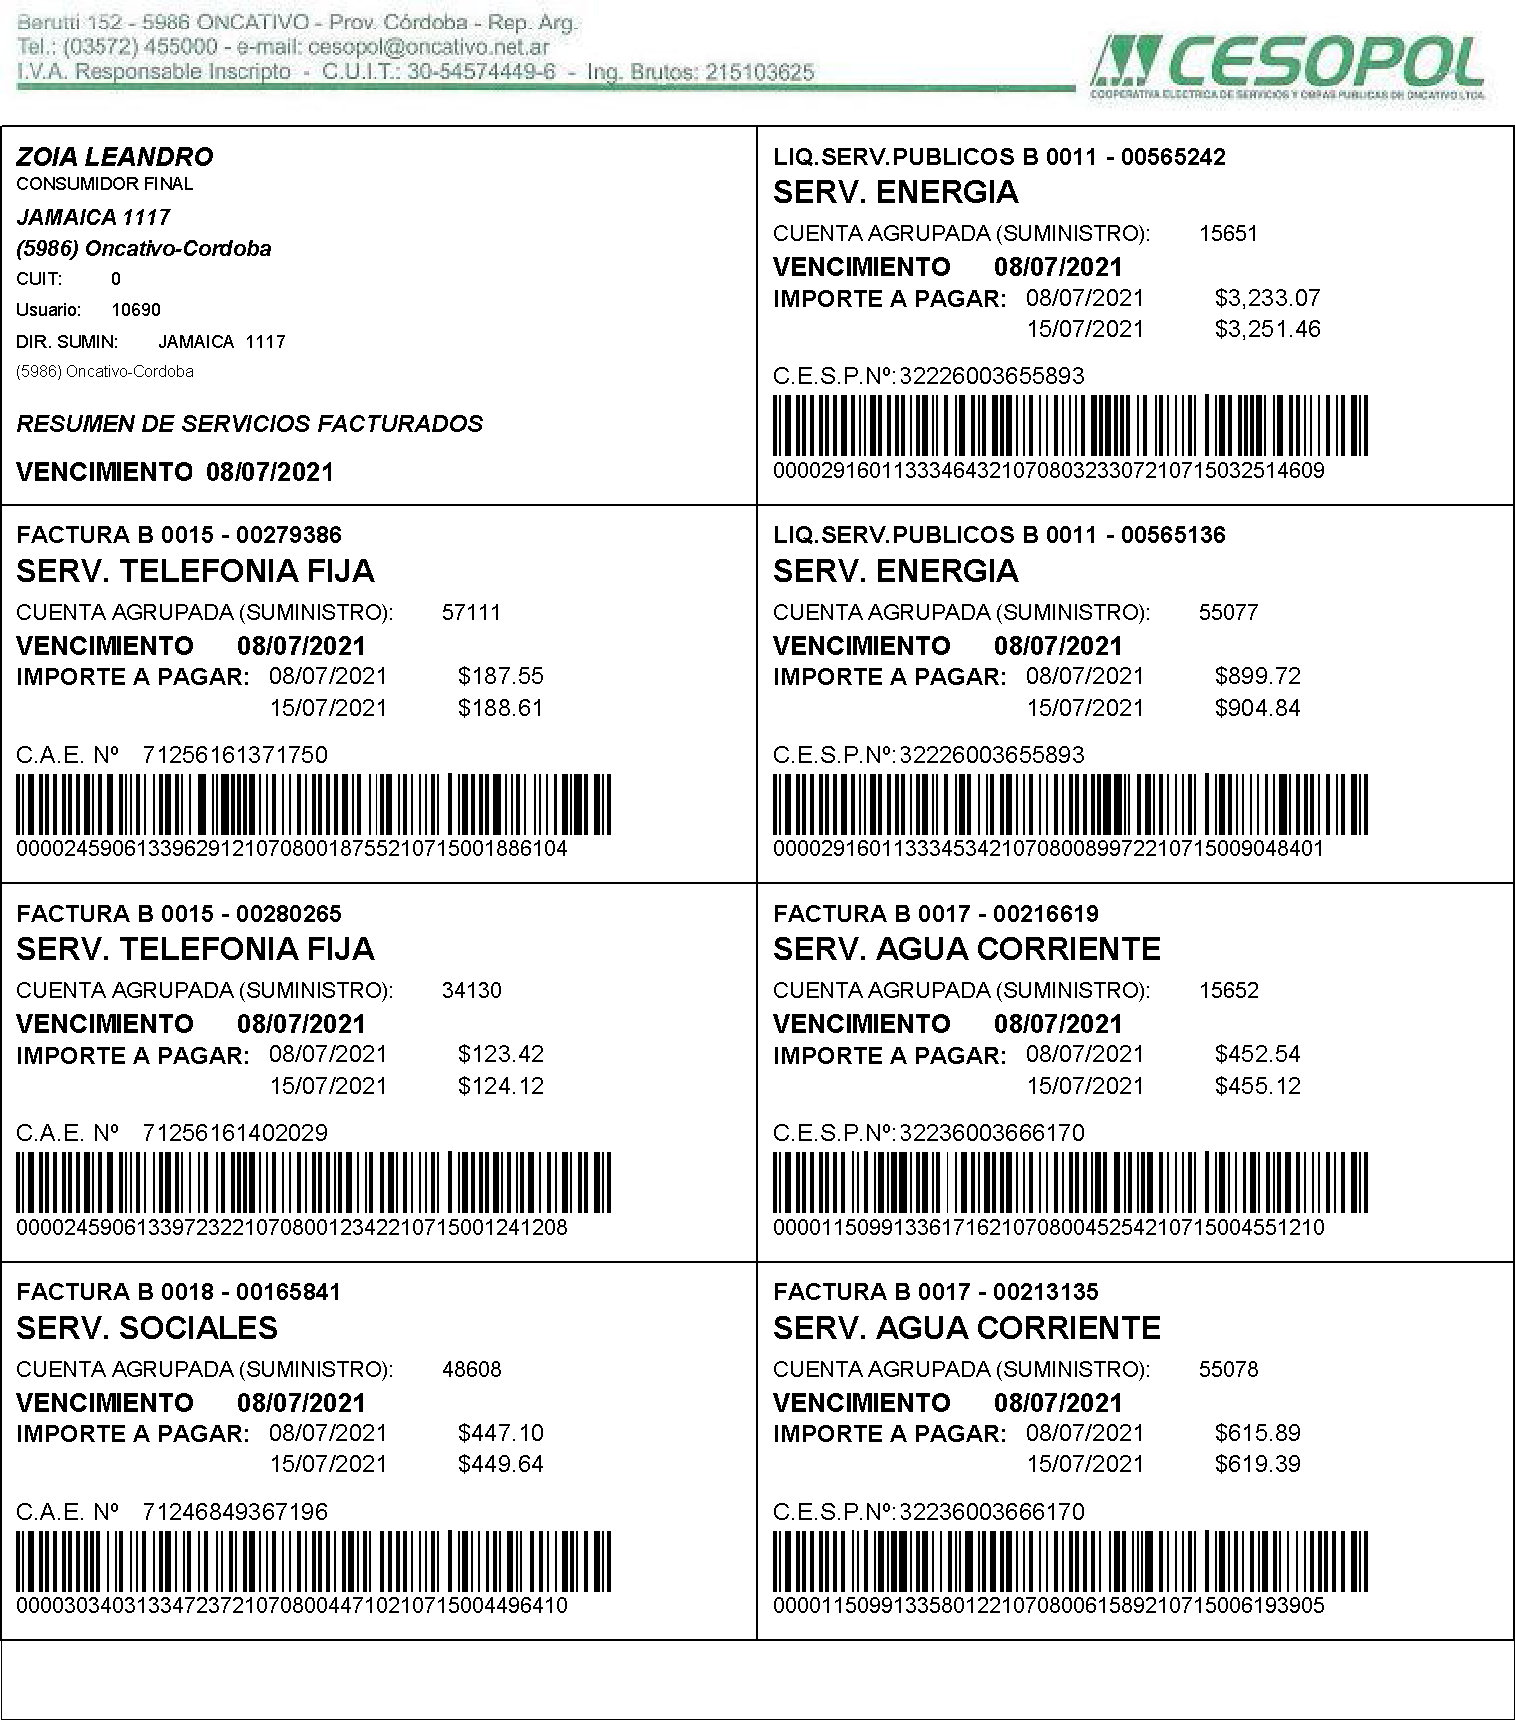 Berutti 152 - 5986 ONCATIVO - Prov. Córdoba - Rep. Arg.
Tel.: (03572) 455000 - e-mail: cesopol@oncativo.net.ar
I.V.A. Responsable Inscripto - C.U.I.T.: 30-54574449-6 - Ing. Brutos: 215103625
CESOPOL
COOPERATIVA ELECTRICA DE SERVICIOS Y OBRAS PUBLICAS DE ONCATIVO LTDA.
ZOIA LEANDRO
CONSUMIDOR FINAL
JAMAICA 1117
(5986) Oncativo-Cordoba
CUIT: 0
Usuario: 10690
DIR. SUMIN: JAMAICA 1117
(5986) Oncativo-Cordoba
RESUMEN DE SERVICIOS FACTURADOS
VENCIMIENTO 08/07/2021
LIQ.SERV.PUBLICOS B 0011 - 00565242
SERV. ENERGIA
CUENTA AGRUPADA (SUMINISTRO): 15651
VENCIMIENTO 08/07/2021
IMPORTE A PAGAR: 08/07/2021 $3,233.07
15/07/2021 $3,251.46
C.E.S.P.Nº: 32226003655893
00002916011333464321070803233072107150325146​09
FACTURA B 0015 - 00279386
SERV. TELEFONIA FIJA
CUENTA AGRUPADA (SUMINISTRO): 57111
VENCIMIENTO 08/07/2021
IMPORTE A PAGAR: 08/07/2021 $187.55
15/07/2021 $188.61
C.A.E. Nº 71256161371750
0000245906133962912107080018755210715001886104
LIQ.SERV.PUBLICOS B 0011 - 00565136
SERV. ENERGIA
CUENTA AGRUPADA (SUMINISTRO): 55077
VENCIMIENTO 08/07/2021
IMPORTE A PAGAR: 08/07/2021 $899.72
15/07/2021 $904.84
C.E.S.P.Nº: 32226003655893
0000291601133345342107080089972210715009048401
FACTURA B 0015 - 00280265
SERV. TELEFONIA FIJA
CUENTA AGRUPADA (SUMINISTRO): 34130
VENCIMIENTO 08/07/2021
IMPORTE A PAGAR: 08/07/2021 $123.42
15/07/2021 $124.12
C.A.E. Nº 71256161402029
0000245906133972322107080012342210715001241208
FACTURA B 0017 - 00216619
SERV. AGUA CORRIENTE
CUENTA AGRUPADA (SUMINISTRO): 15652
VENCIMIENTO 08/07/2021
IMPORTE A PAGAR: 08/07/2021 $452.54
15/07/2021 $455.12
C.E.S.P.Nº: 32236003666170
00001150991336171621070800452542107150045​51210
FACTURA B 0018 - 00165841
SERV. SOCIALES
CUENTA AGRUPADA (SUMINISTRO): 48608
VENCIMIENTO 08/07/2021
IMPORTE A PAGAR: 08/07/2021 $447.10
15/07/2021 $449.64
C.A.E. Nº 71246849367196
00003034031334723721070800447102107150044​96410
FACTURA B 0017 - 00213135
SERV. AGUA CORRIENTE
CUENTA AGRUPADA (SUMINISTRO): 55078
VENCIMIENTO 08/07/2021
IMPORTE A PAGAR: 08/07/2021 $615.89
15/07/2021 $619.39
C.E.S.P.Nº: 32236003666170
00001150991335801221070800615892107150061​93905